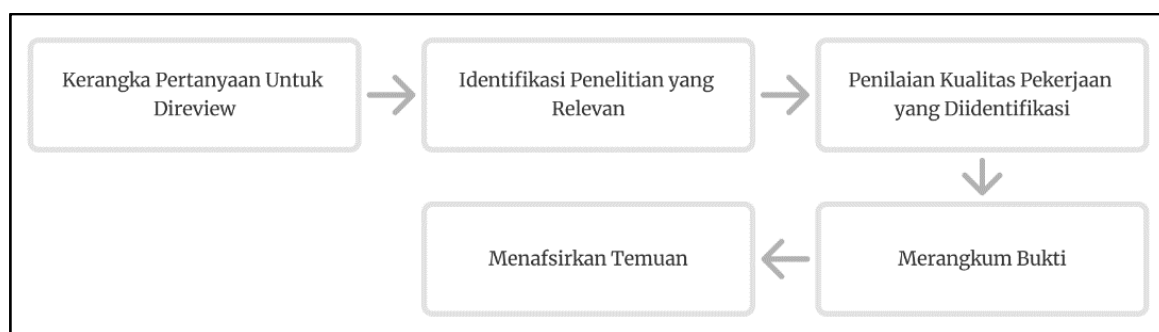 Kerangka Pertanyaan Untuk
Direview
Identifikasi Penelitian yang
Relevan
Penilaian Kualitas Pekerjaan
yang Diidentifikasi
Merangkum Bukti
Menafsirkan Temuan